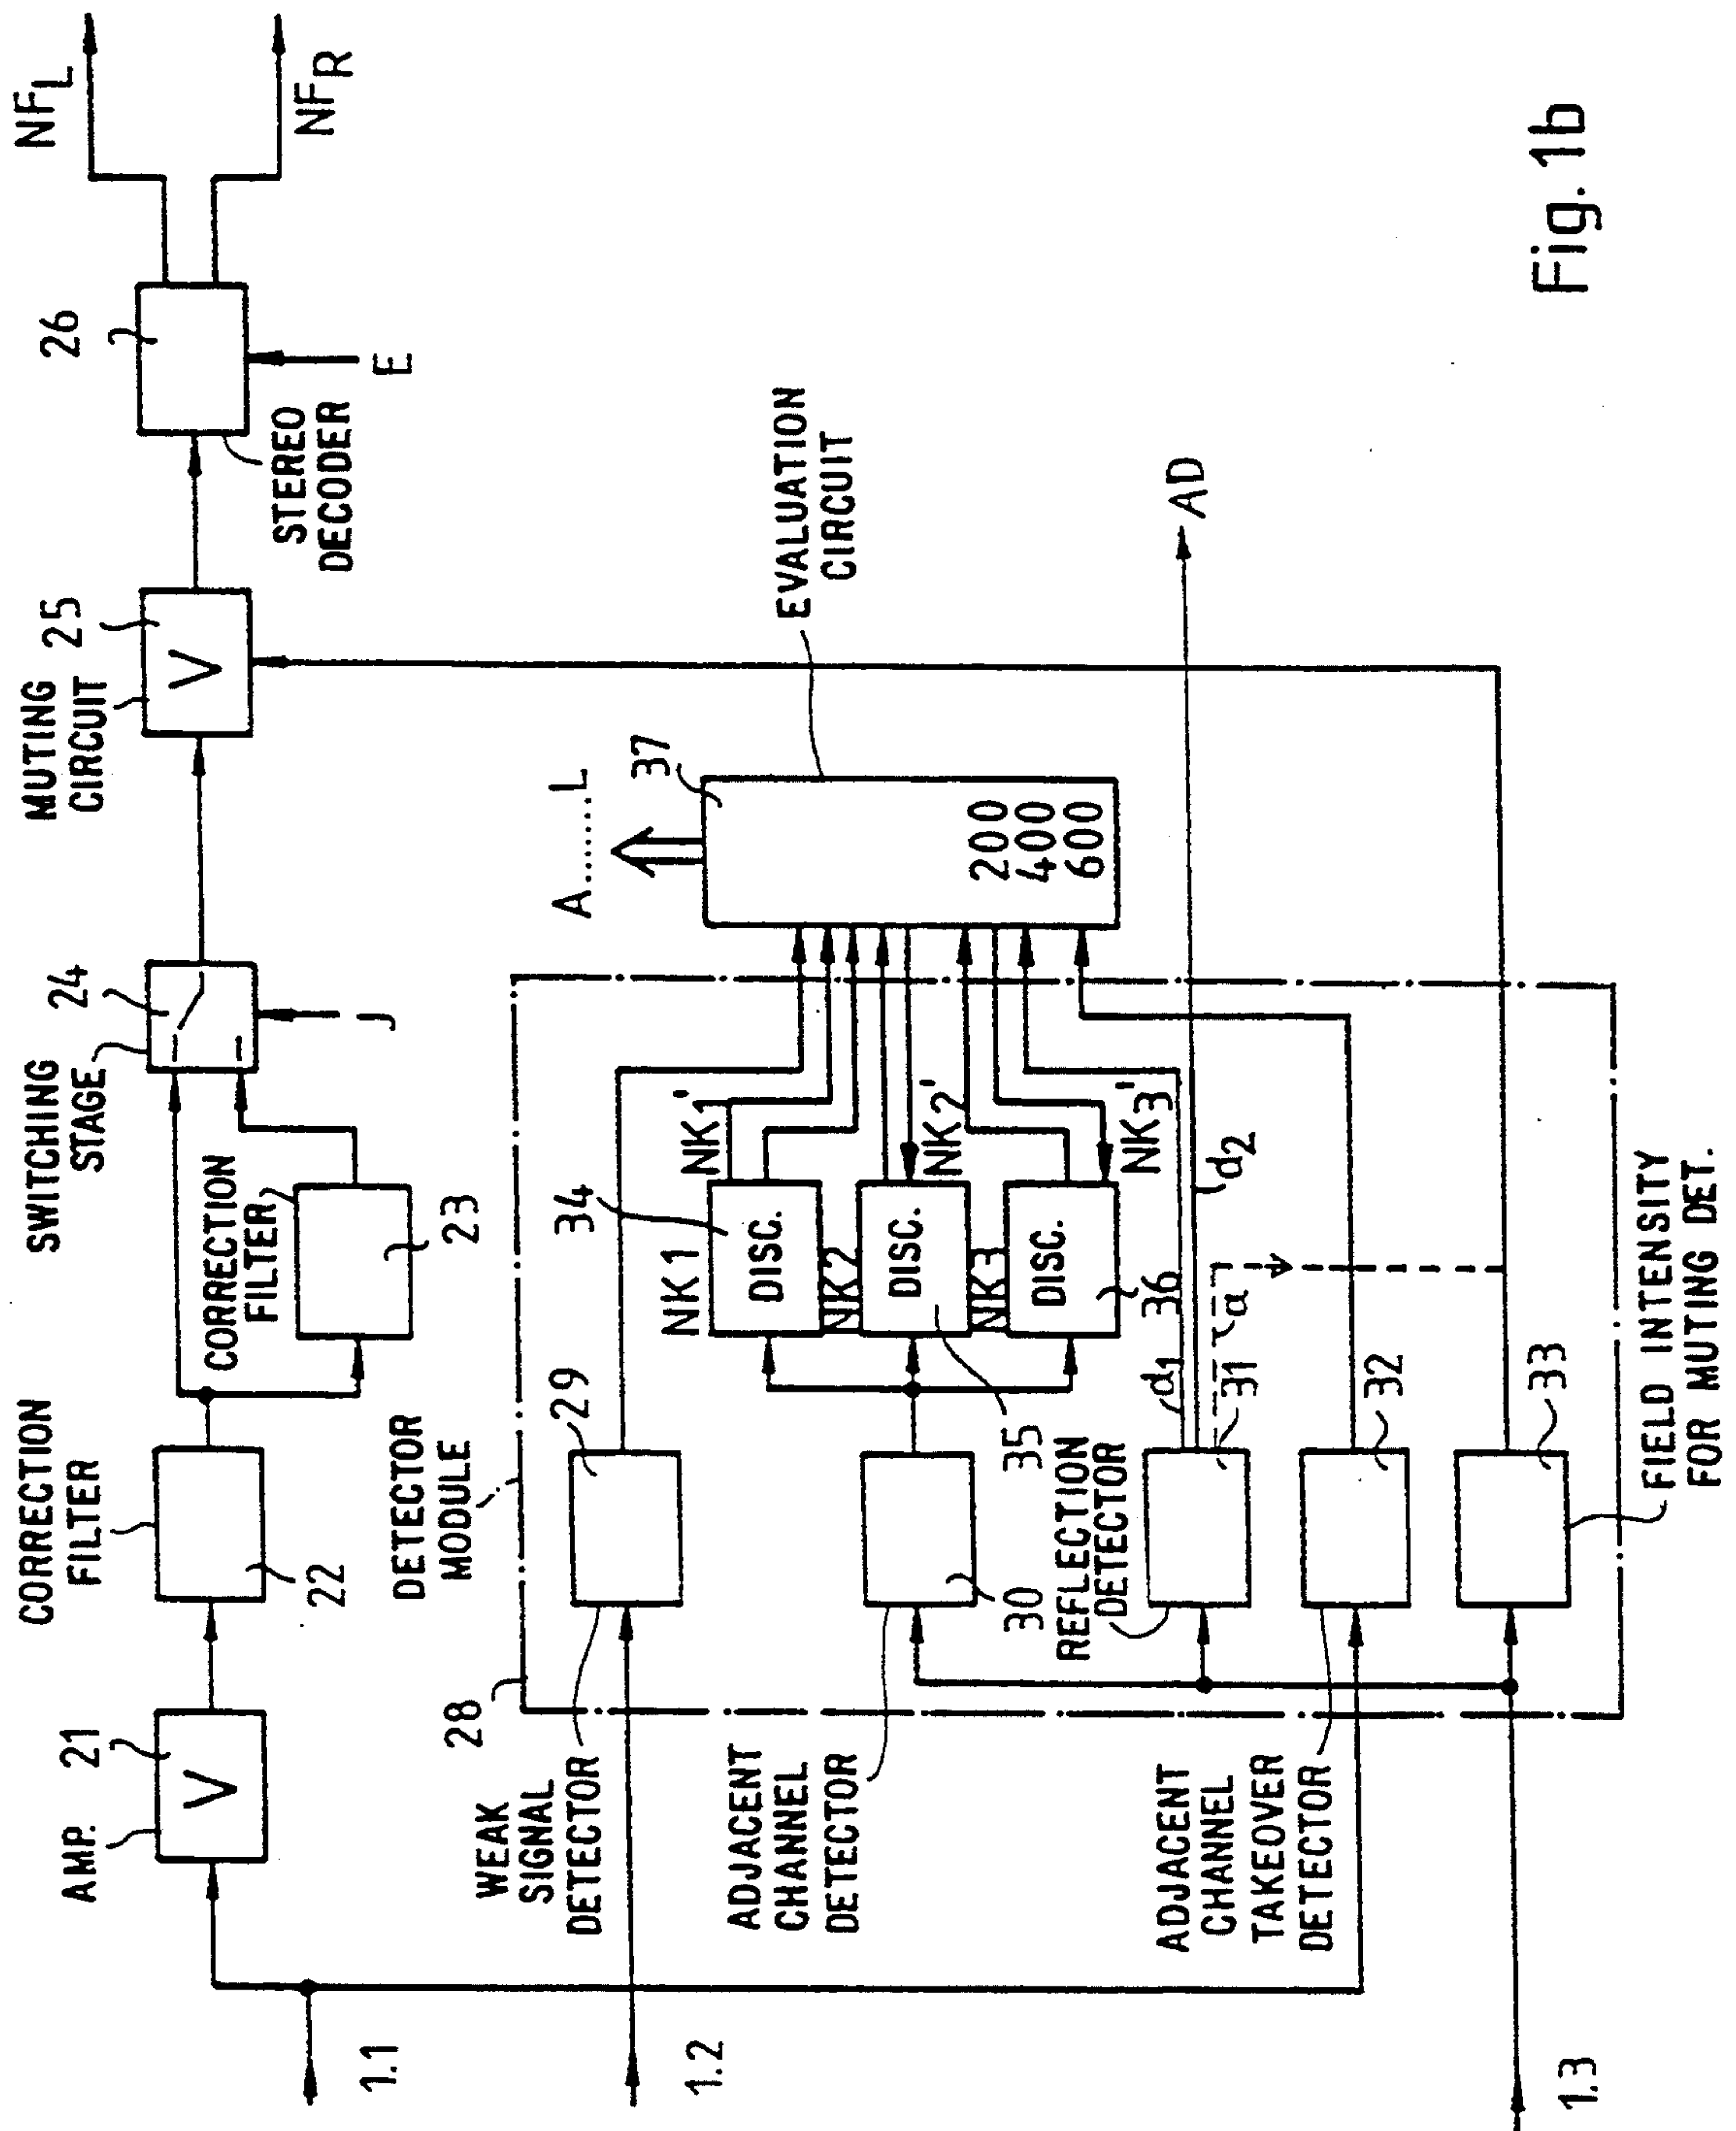 NFL
NFR
26
E
STEREO
DECODER
MUTING
CIRCUIT
25
V
SWITCHING
STAGE
24
J
CORRECTION
FILTER
23
CORRECTION
FILTER
22
AMP.
21
V
1.1
1.2
1.3
DETECTOR
MODULE
28
WEAK
SIGNAL
DETECTOR
29
ADJACENT
CHANNEL
DETECTOR
30
REFLECTION
DETECTOR
31
ADJACENT
CHANNEL
TAKEOVER
DETECTOR
32
33
FIELD INTENSITY
FOR MUTING DET.
34
NK1
DISC.
NK1'
NK2
DISC.
NK2'
35
NK3
DISC.
NK3'
36
d1
d2
a
A......L
37
200
400
600
EVALUATION
CIRCUIT
AD
Fig. 1b